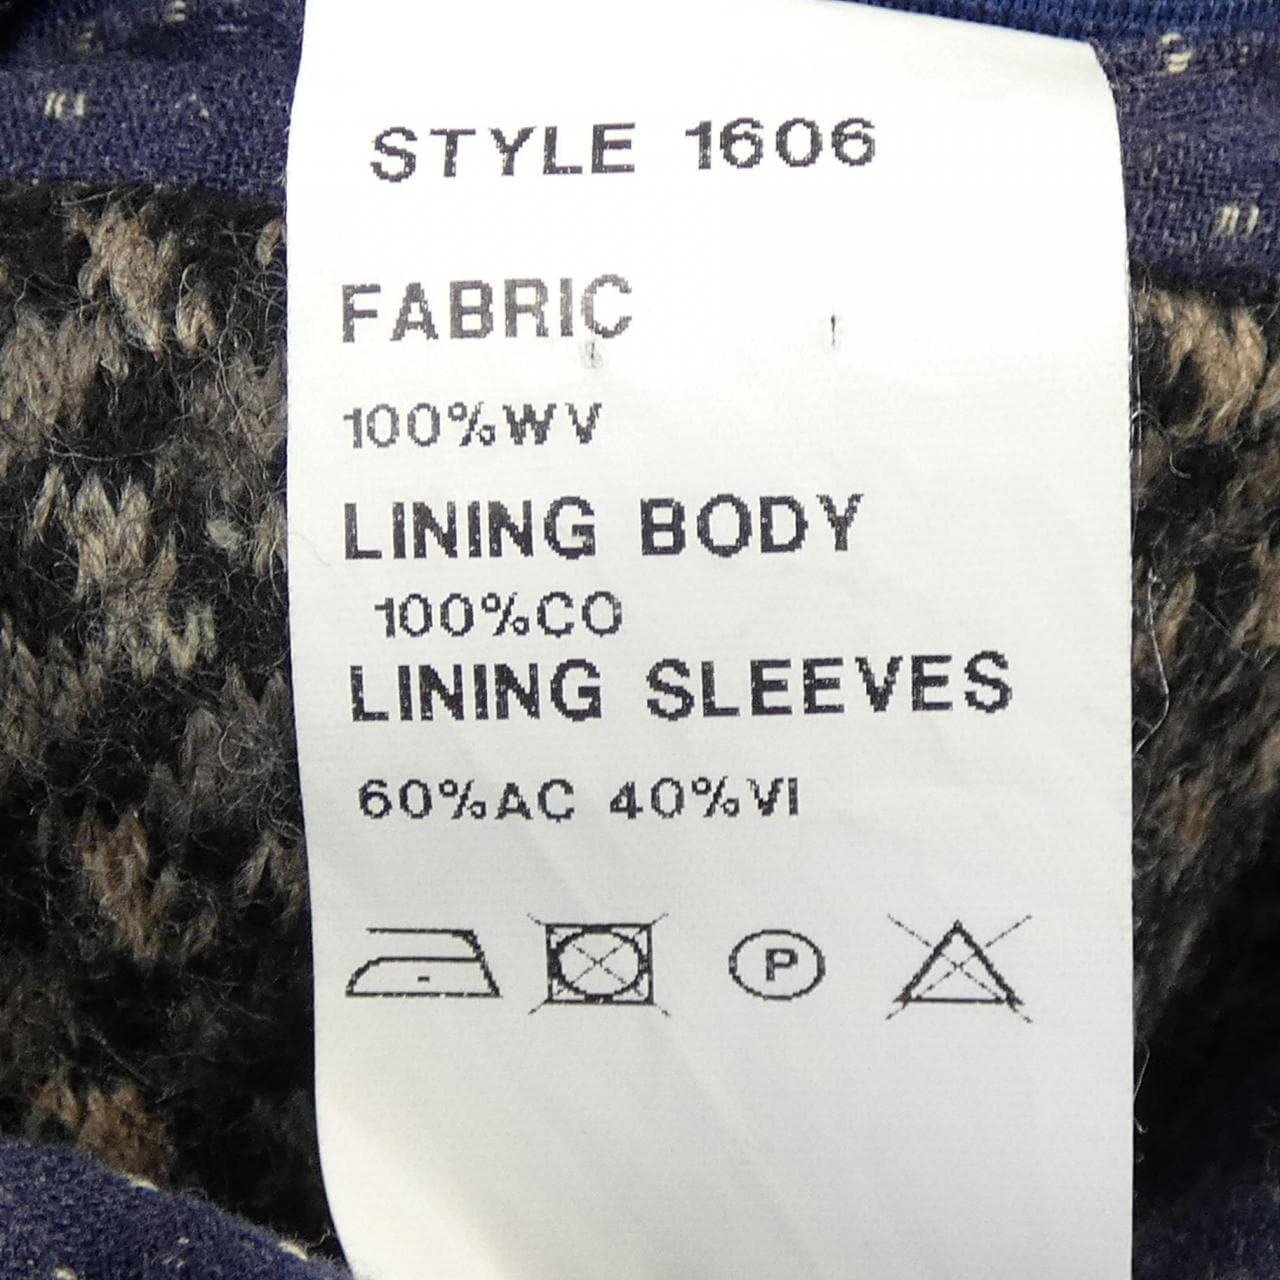 STYLE 1606
FABRIC
100%WV
LINING BODY
100%CO
LINING SLEEVES
60%AC 40%VI
P